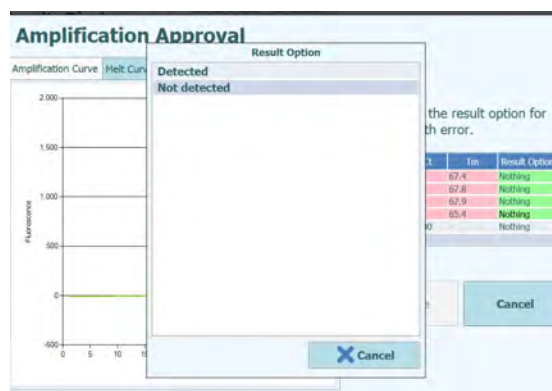 Amplification Approval
Result Option
Amplification Curve
Detected
Not detected
the result option for
th error.
Tm
Result Option
67.4
Nothing
67.8
Nothing
67.9
Nothing
65.4
Nothing
Nothing
Fluorescence
2.000
1.500
1.000
500
0
-500
0
5
10
Cancel
Cancel